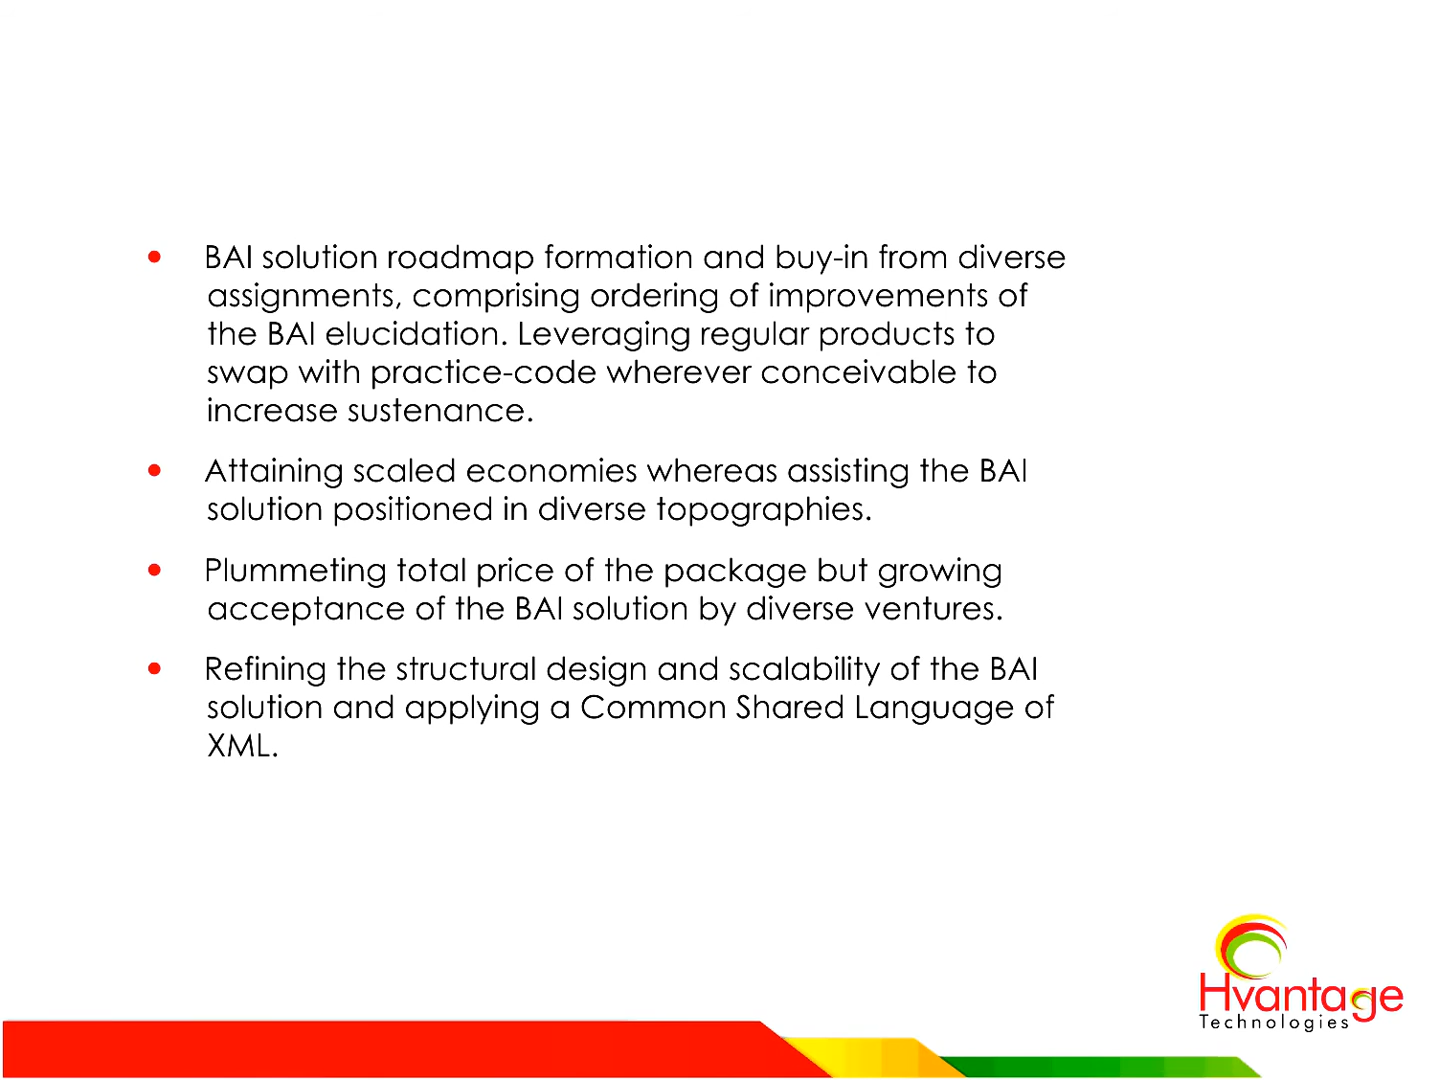 • BAI solution roadmap formation and buy-in from diverse
assignments, comprising ordering of improvements of
the BAI elucidation. Leveraging regular products to
swap with practice-code wherever conceivable to
increase sustenance.
• Attaining scaled economies whereas assisting the BAI
solution positioned in diverse topographies.
• Plummeting total price of the package but growing
acceptance of the BAI solution by diverse ventures.
• Refining the structural design and scalability of the BAI
solution and applying a Common Shared Language of
XML.
Hvantage
Technologies